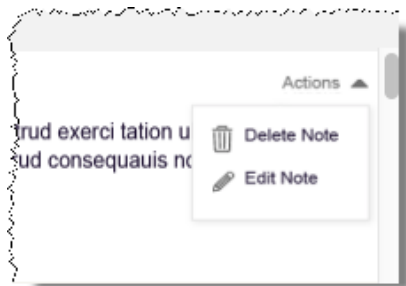 Actions
trud exerci tation u
Delete Note
ud consequauis no
Edit Note